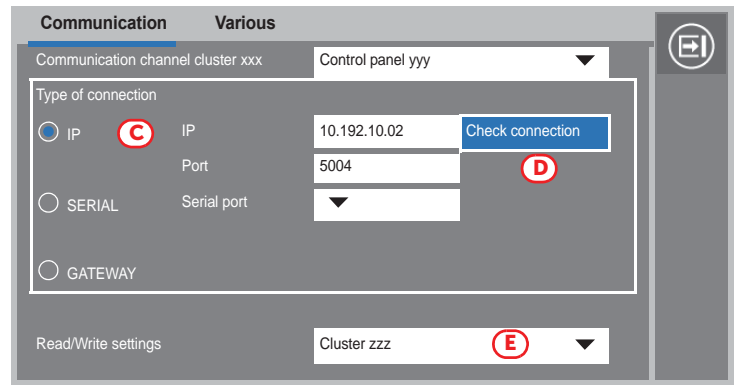 Communication Various
Communication channel cluster xxx Control panel yyy
Type of connection
IP C IP 10.192.10.02 Check connection
Port 5004 D
SERIAL Serial port
GATEWAY
Read/Write settings Cluster zzz E